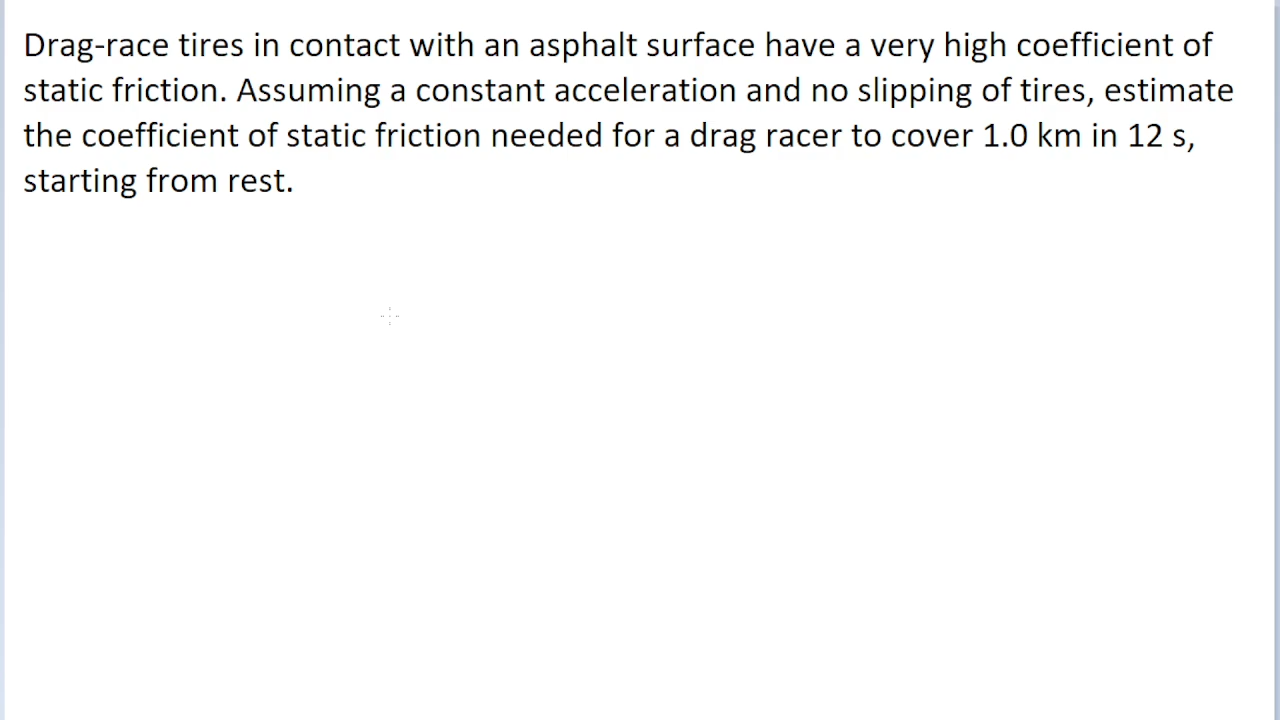 Drag-race tires in contact with an asphalt surface have a very high coefficient of
static friction. Assuming a constant acceleration and no slipping of tires, estimate
the coefficient of static friction needed for a drag racer to cover 1.0 km in 12 s,
starting from rest.